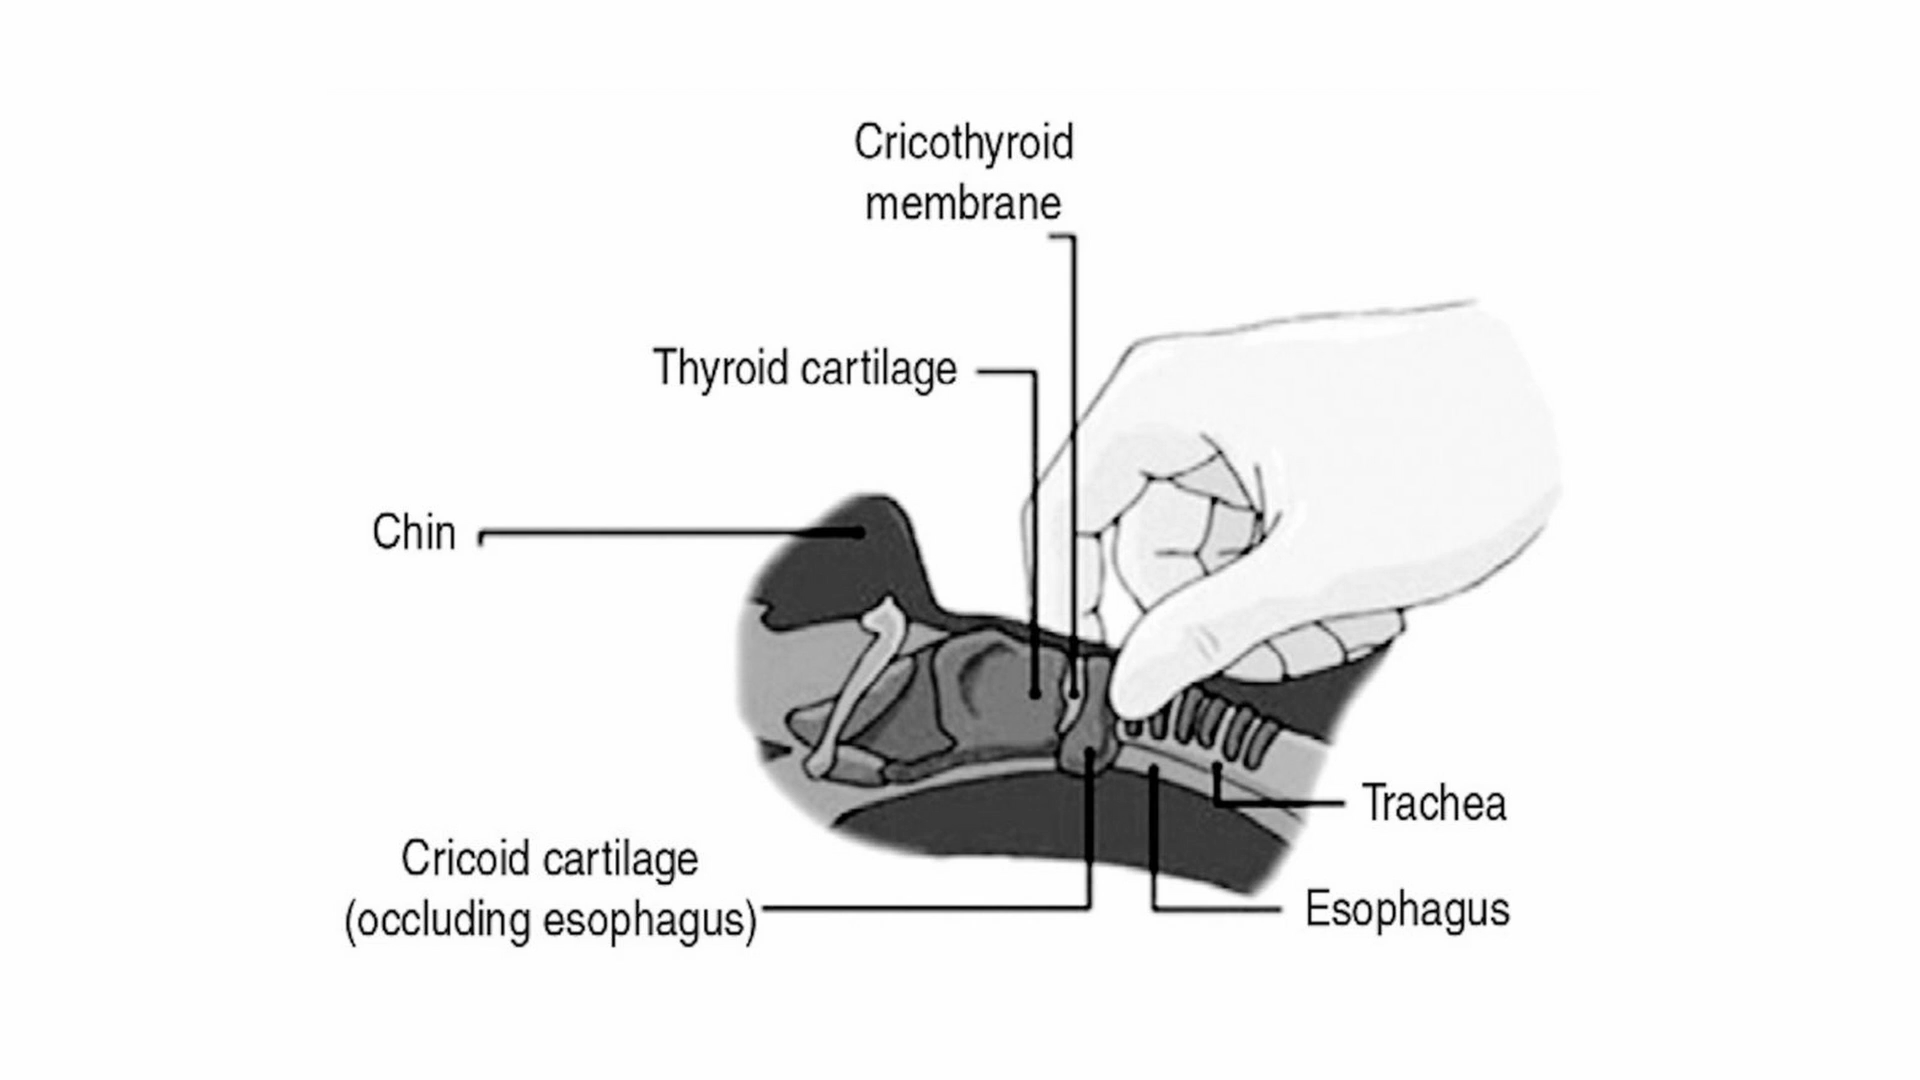 Cricothyroid
membrane
Thyroid cartilage
Chin
Trachea
Cricoid cartilage
(occluding esophagus)
Esophagus